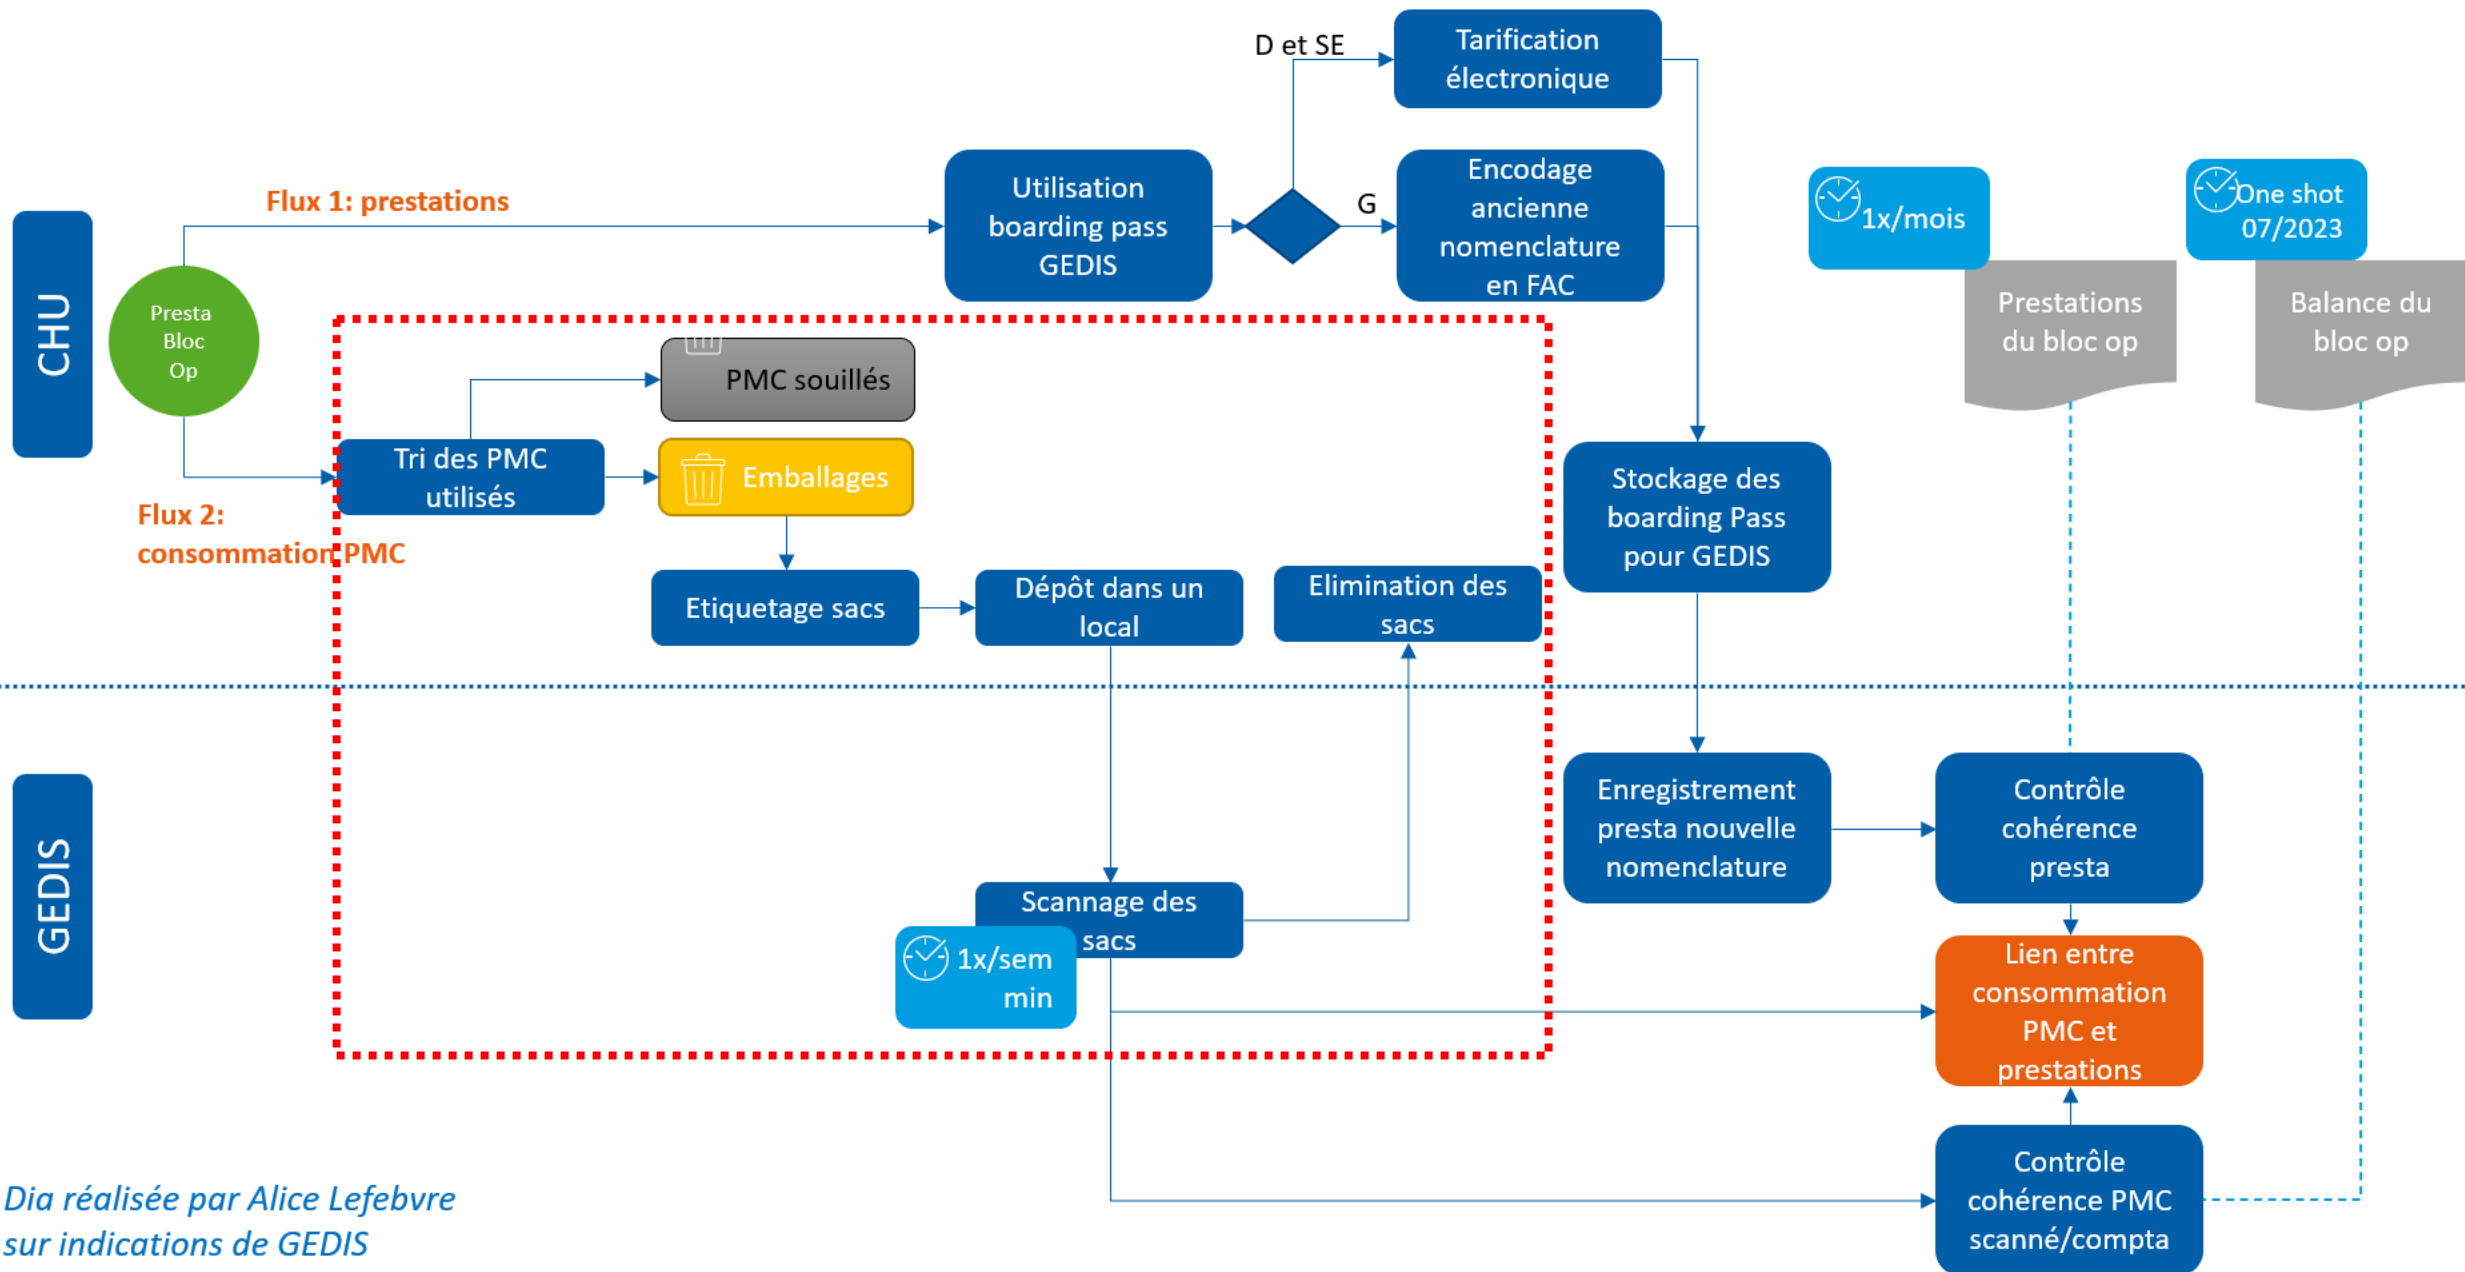 D et SE
Tarification
électronique
Flux 1: prestations
Utilisation
boarding pass
GEDIS
G
Encodage
ancienne
nomenclature
en FAC
1x/mois
One shot
07/2023
Prestations
du bloc op
Balance du
bloc op
CHU
Presta
Bloc
Op
PMC souillés
Tri des PMC
utilisés
Emballages
Flux 2:
consommation PMC
Stockage des
boarding Pass
pour GEDIS
Etiquetage sacs
Dépôt dans un
local
Elimination des
sacs
GEDIS
Enregistrement
presta nouvelle
nomenclature
Contrôle
cohérence
presta
Scannage des
sacs
1x/sem
min
Lien entre
consommation
PMC et
prestations
Contrôle
cohérence PMC
scanné/compta
Dia réalisée par Alice Lefebvre
sur indications de GEDIS